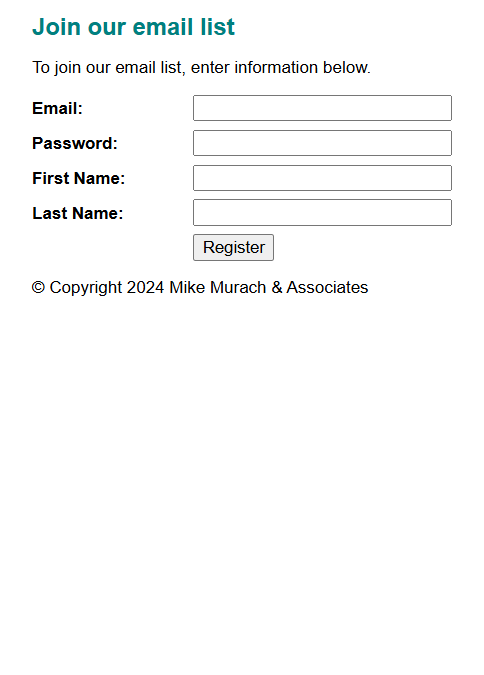 Join our email list
To join our email list, enter information below.
Email:
Password:
First Name:
Last Name:
Register
© Copyright 2024 Mike Murach & Associates